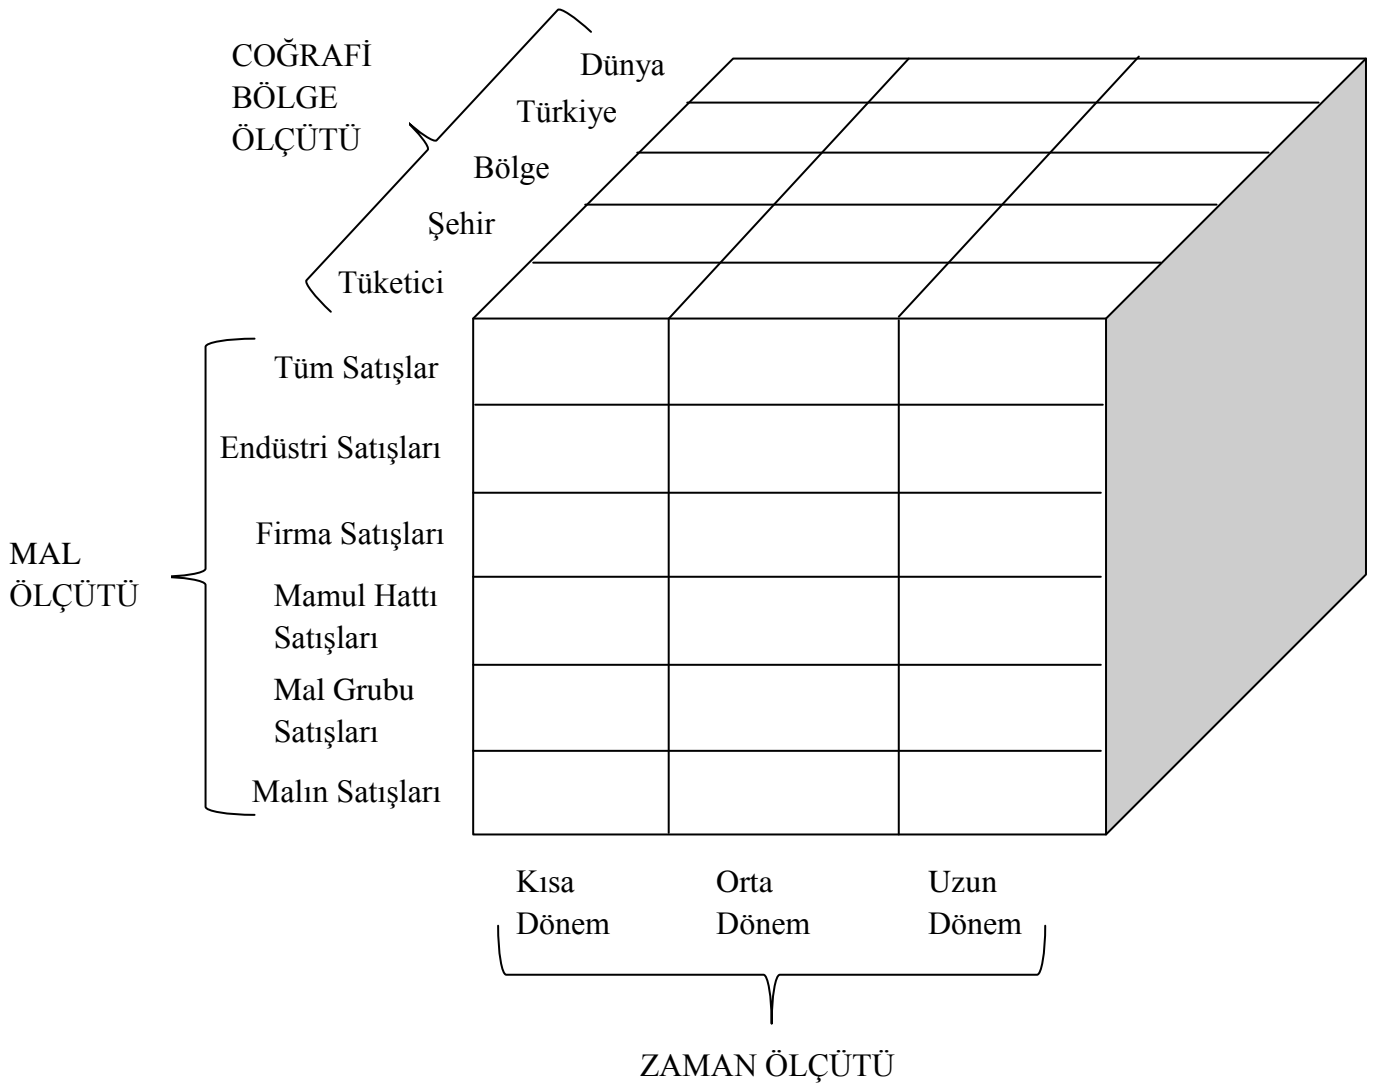 COĞRAFİ
BÖLGE
ÖLÇÜTÜ
Dünya
Türkiye
Bölge
Şehir
Tüketici
Tüm Satışlar
Endüstri Satışları
Firma Satışları
MAL
ÖLÇÜTÜ
Mamul Hattı
Satışları
Mal Grubu
Satışları
Malın Satışları
Kısa
Dönem
Orta
Dönem
Uzun
Dönem
ZAMAN ÖLÇÜTÜ